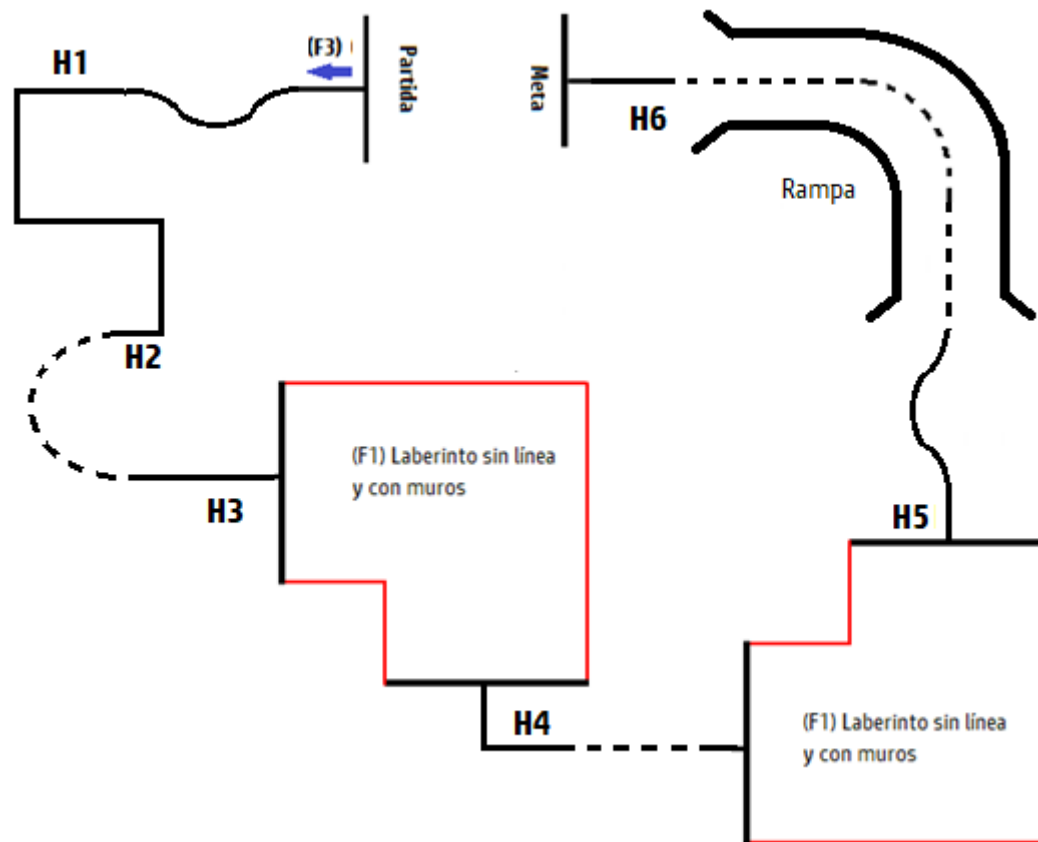 (F3)
Partida
Meta
H1
H6
Rampa
H2
(F1) Laberinto sin línea
y con muros
H3
H5
H4
(F1) Laberinto sin línea
y con muros